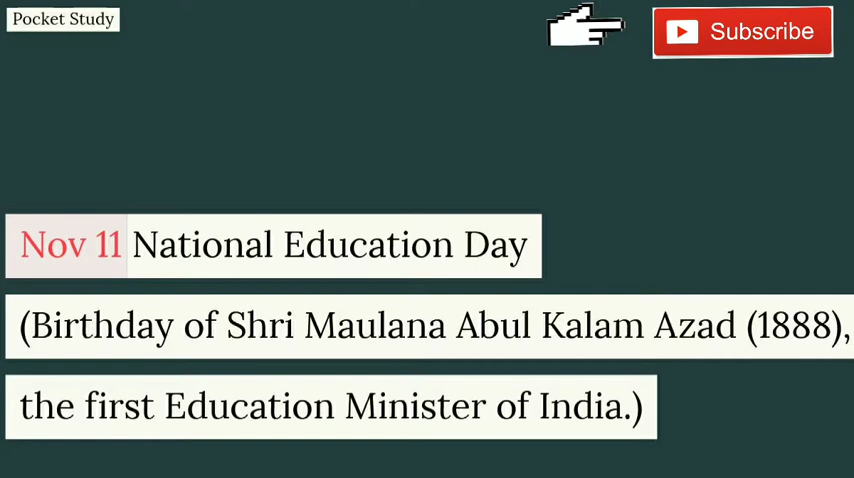 Pocket Study
Subscribe
Nov 11 National Education Day
(Birthday of Shri Maulana Abul Kalam Azad (1888),
the first Education Minister of India.)